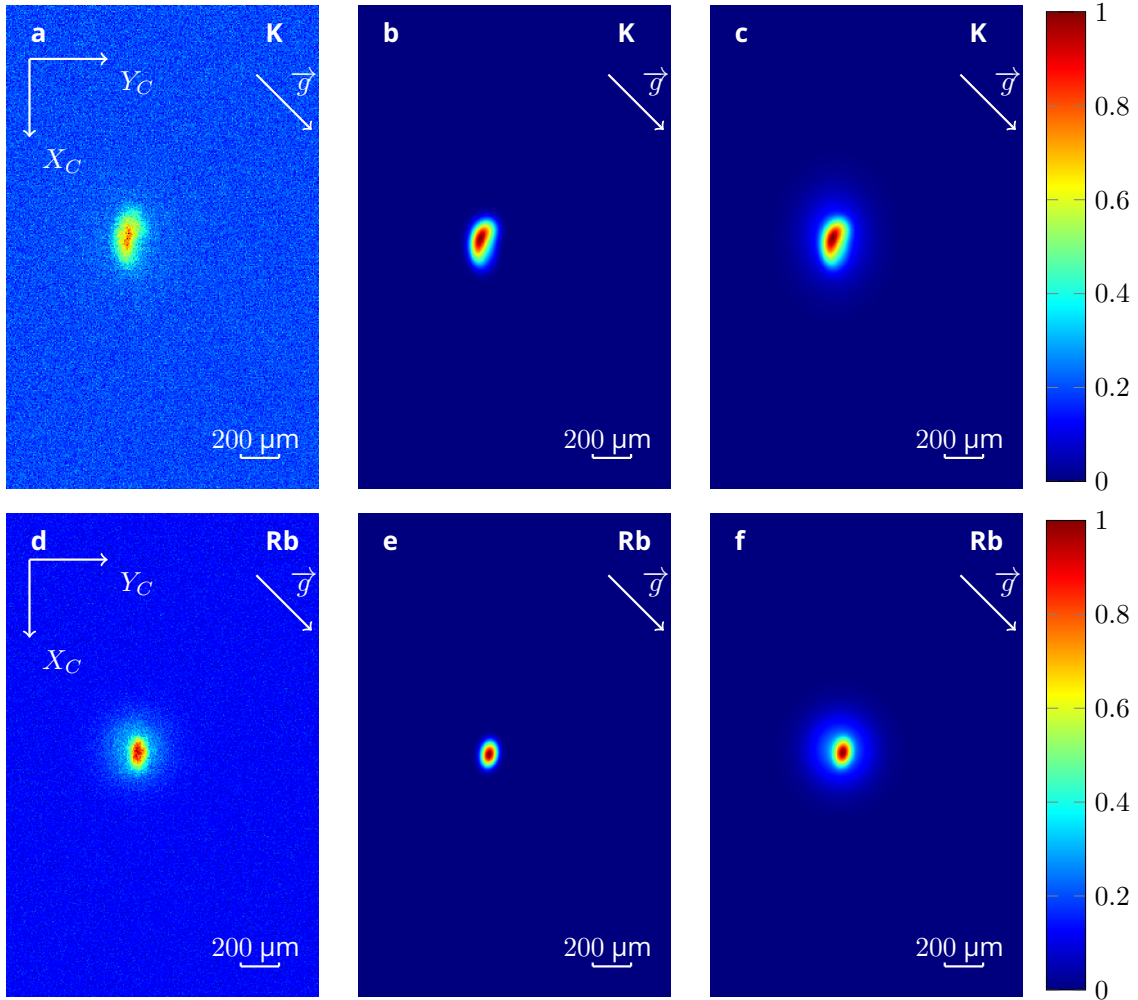 a K
Y_C
X_C
g
200 µm
b K
g
200 µm
c K
g
200 µm
1
0.8
0.6
0.4
0.2
0
d Rb
Y_C
X_C
g
200 µm
e Rb
g
200 µm
f Rb
g
200 µm
1
0.8
0.6
0.4
0.2
0